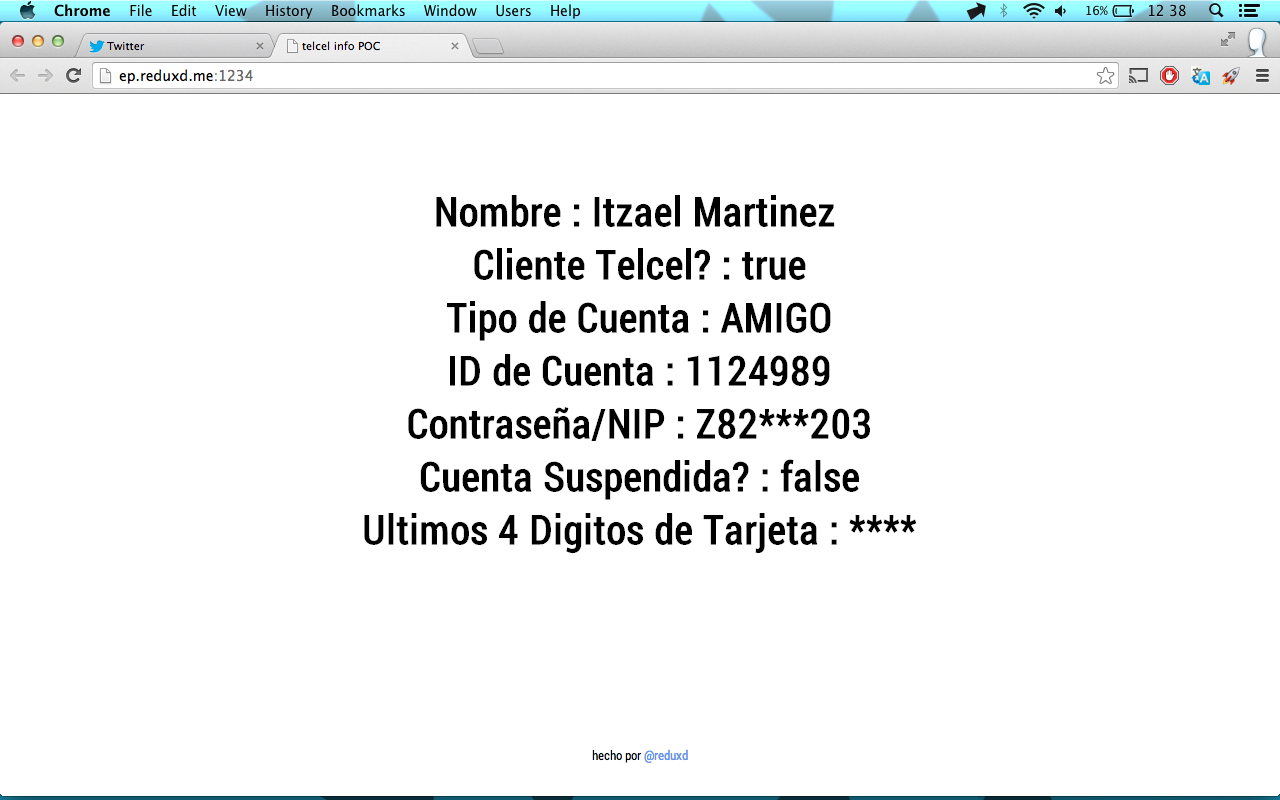 Chrome File Edit View History Bookmarks Window Users Help 16% 12 38
Twitter telcel info POC
ep.reduxd.me:1234
Nombre : Itzael Martinez
Cliente Telcel? : true
Tipo de Cuenta : AMIGO
ID de Cuenta : 1124989
Contraseña/NIP : Z82***203
Cuenta Suspendida? : false
Ultimos 4 Digitos de Tarjeta : ****
hecho por @reduxd